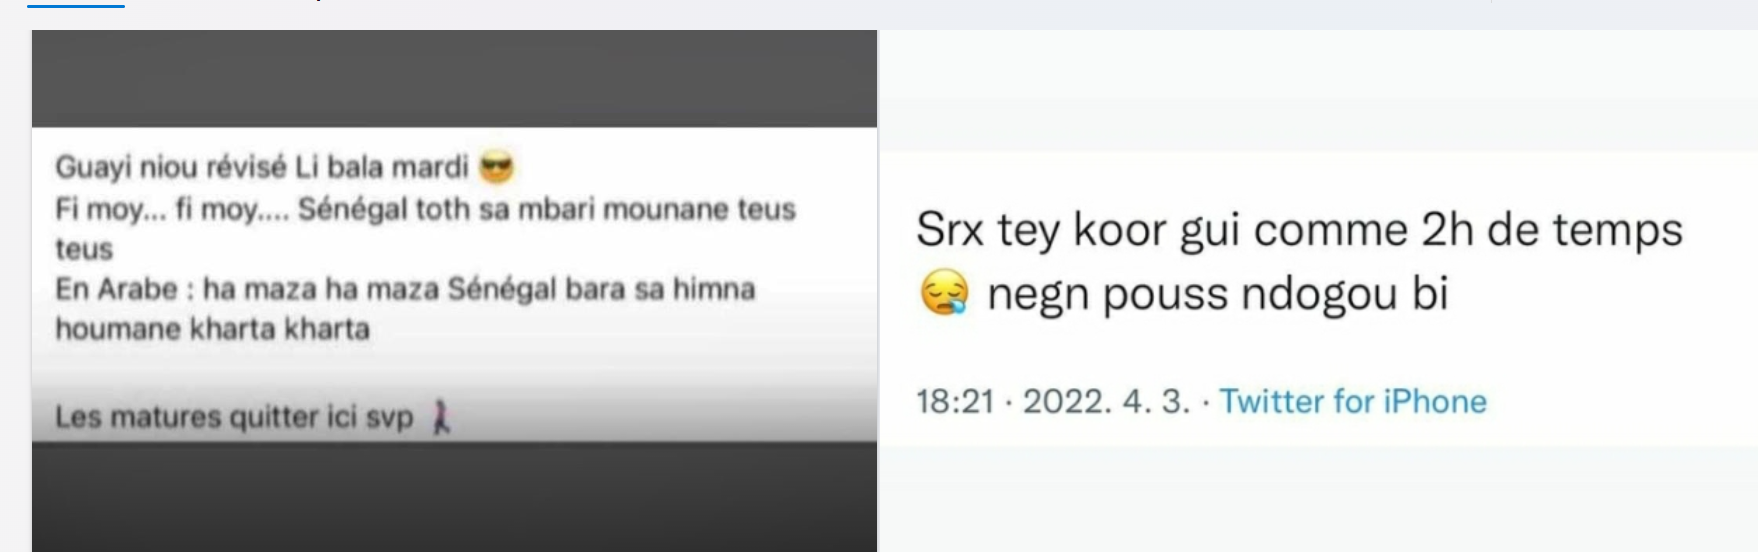 Guayi niou révisé Li bala mardi 😎
Fi moy... fi moy.... Sénégal toth sa mbari mounane teus
teus
En Arabe : ha maza ha maza Sénégal bara sa himna
houmane kharta kharta
Les matures quitter ici svp 🚶‍♀️
Srx tey koor gui comme 2h de temps
😪 negn pouss ndogou bi
18:21 · 2022. 4. 3. · Twitter for iPhone